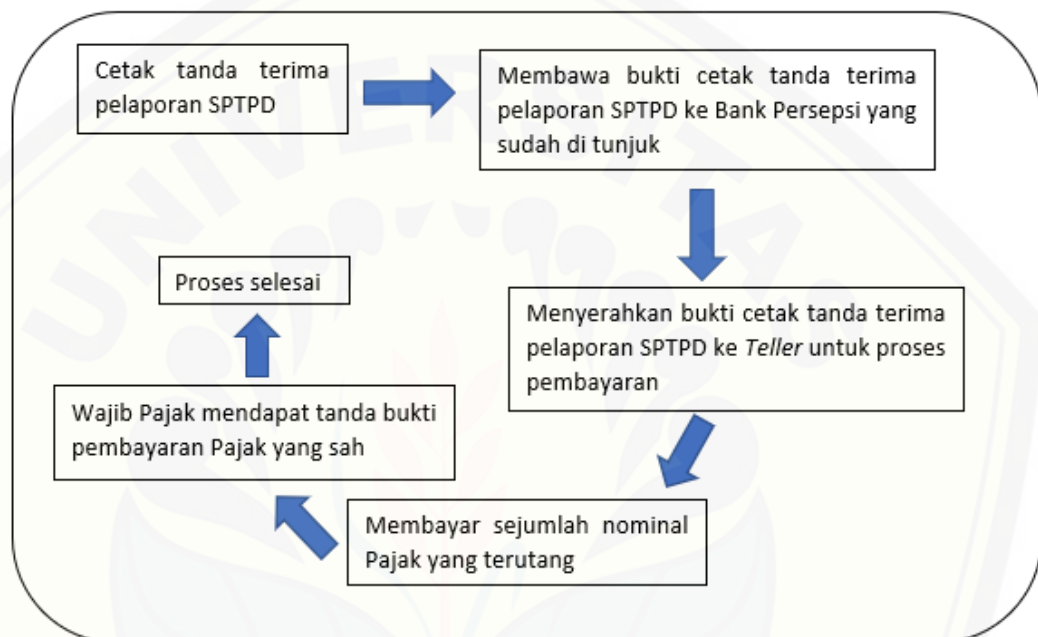 Cetak tanda terima
pelaporan SPTPD
Membawa bukti cetak tanda terima
pelaporan SPTPD ke Bank Persepsi yang
sudah di tunjuk
Menyerahkan bukti cetak tanda terima
pelaporan SPTPD ke Teller untuk proses
pembayaran
Membayar sejumlah nominal
Pajak yang terutang
Wajib Pajak mendapat tanda bukti
pembayaran Pajak yang sah
Proses selesai
UNIVERSITAS